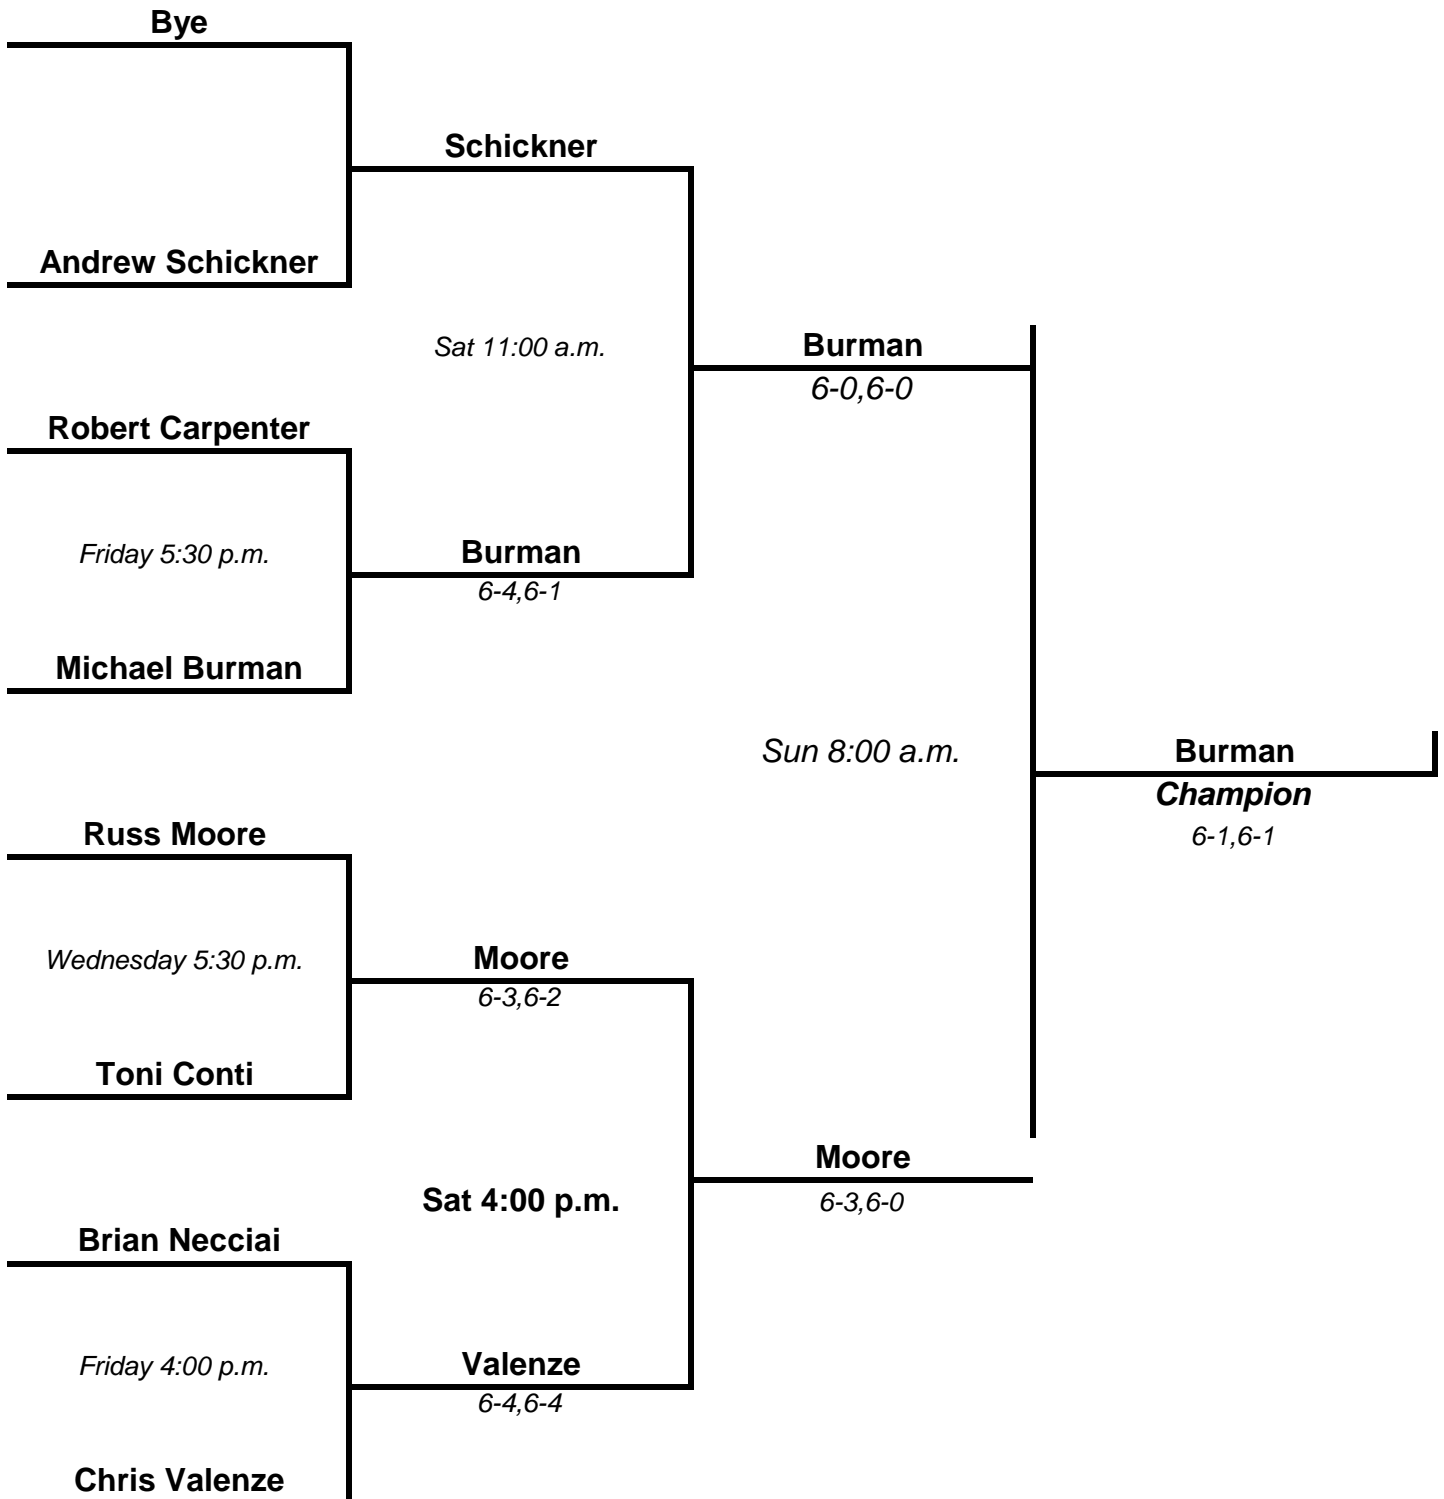 Bye
Schickner
Andrew Schickner
Sat 11:00 a.m.
Burman
6-0,6-0
Robert Carpenter
Friday 5:30 p.m.
Burman
6-4,6-1
Michael Burman
Sun 8:00 a.m.
Burman
Champion
6-1,6-1
Russ Moore
Wednesday 5:30 p.m.
Moore
6-3,6-2
Toni Conti
Moore
6-3,6-0
Sat 4:00 p.m.
Brian Necciai
Friday 4:00 p.m.
Valenze
6-4,6-4
Chris Valenze